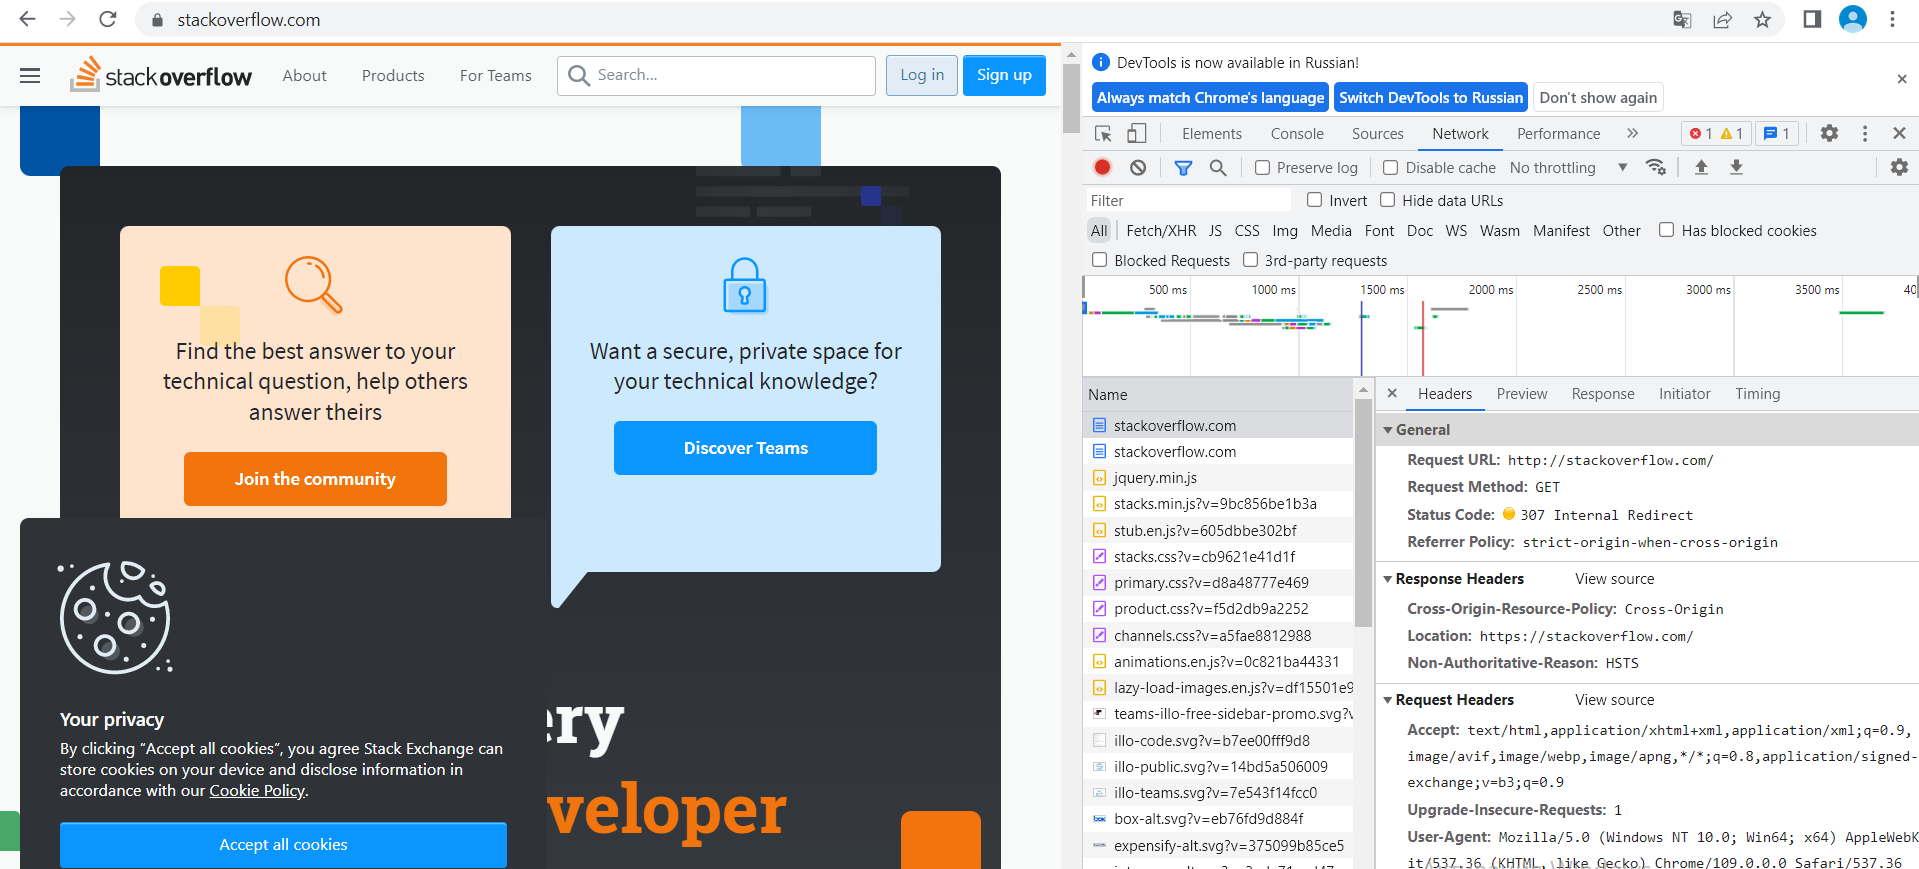 stackoverflow.com
stack overflow
About
Products
For Teams
Search...
Log in
Sign up
Find the best answer to your
technical question, help others
answer theirs
Join the community
Want a secure, private space for
your technical knowledge?
Discover Teams
ery
veloper
Your privacy
By clicking “Accept all cookies”, you agree Stack Exchange can
store cookies on your device and disclose information in
accordance with our Cookie Policy.
Accept all cookies
DevTools is now available in Russian!
Always match Chrome's language
Switch DevTools to Russian
Don't show again
Elements
Console
Sources
Network
Performance
1
1
1
Preserve log
Disable cache
No throttling
Filter
Invert
Hide data URLs
All
Fetch/XHR
JS
CSS
Img
Media
Font
Doc
WS
Wasm
Manifest
Other
Has blocked cookies
Blocked Requests
3rd-party requests
500 ms
1000 ms
1500 ms
2000 ms
2500 ms
3000 ms
3500 ms
40
Name
stackoverflow.com
stackoverflow.com
jquery.min.js
stacks.min.js?v=9bc856be1b3a
stub.en.js?v=605dbbe302bf
stacks.css?v=cb9621e41d1f
primary.css?v=d8a48777e469
product.css?v=f5d2db9a2252
channels.css?v=a5fae8812988
animations.en.js?v=0c821ba44331
lazy-load-images.en.js?v=df15501e9
teams-illo-free-sidebar-promo.svg?v
illo-code.svg?v=b7ee00fff9d8
illo-public.svg?v=14bd5a506009
illo-teams.svg?v=7e543f14fcc0
box-alt.svg?v=eb76fd9d884f
expensify-alt.svg?v=375099b85ce5
Headers
Preview
Response
Initiator
Timing
General
Request URL: http://stackoverflow.com/
Request Method: GET
Status Code: 307 Internal Redirect
Referrer Policy: strict-origin-when-cross-origin
Response Headers
View source
Cross-Origin-Resource-Policy: Cross-Origin
Location: https://stackoverflow.com/
Non-Authoritative-Reason: HSTS
Request Headers
View source
Accept: text/html,application/xhtml+xml,application/xml;q=0.9,
image/avif,image/webp,image/apng,*/*;q=0.8,application/signed-
exchange;v=b3;q=0.9
Upgrade-Insecure-Requests: 1
User-Agent: Mozilla/5.0 (Windows NT 10.0; Win64; x64) AppleWebK
it/537.36 (KHTML, like Gecko) Chrome/109.0.0.0 Safari/537.36